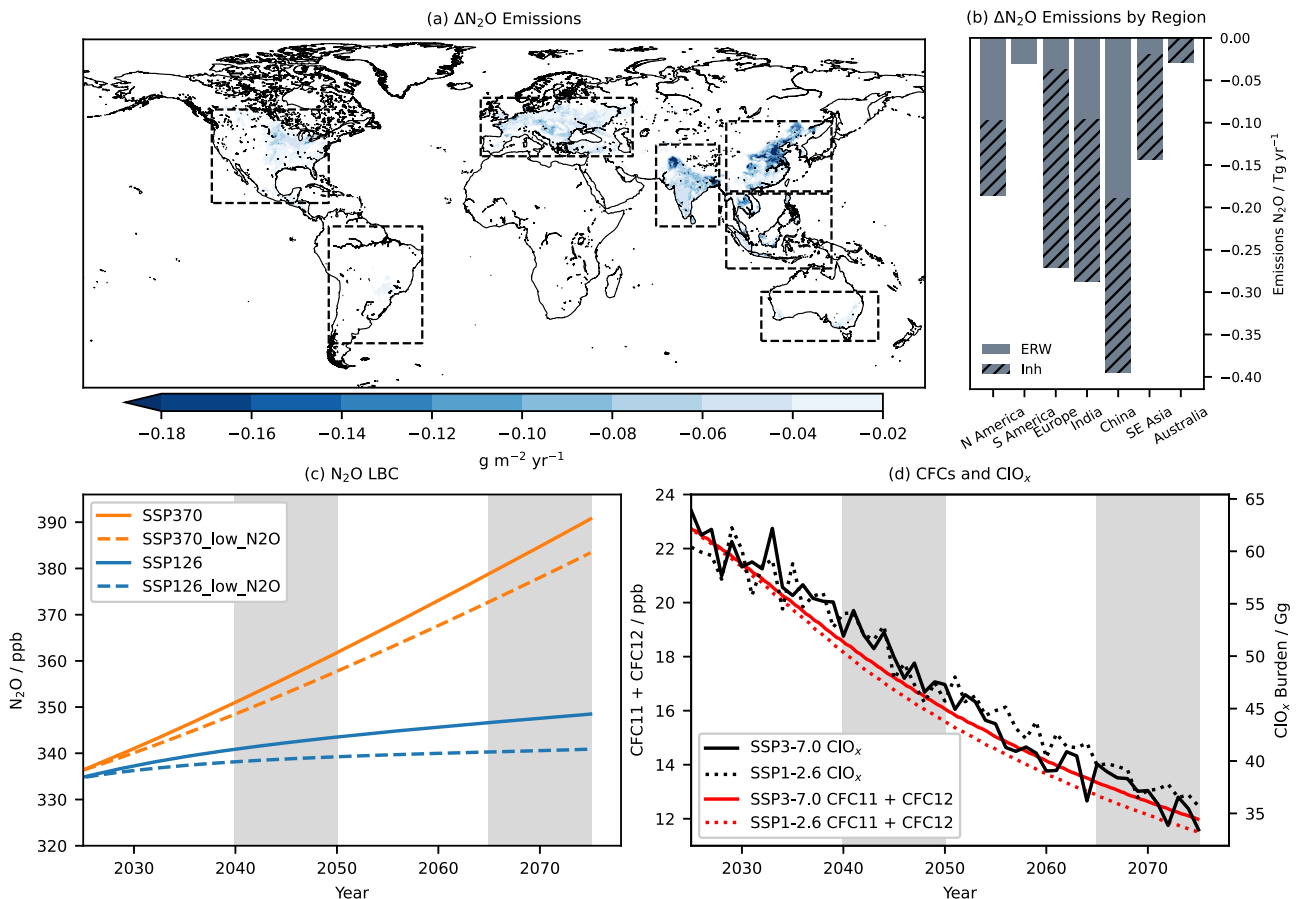 (a) ΔN₂O Emissions
−0.18 −0.16 −0.14 −0.12 −0.10 −0.08 −0.06 −0.04 −0.02
g m⁻² yr⁻¹
(b) ΔN₂O Emissions by Region
0.00
−0.05
−0.10
−0.15
−0.20
−0.25
−0.30
−0.35
−0.40
Emissions N₂O / Tg yr⁻¹
ERW
Inh
N America
S America
Europe
India
China
SE Asia
Australia
(c) N₂O LBC
N₂O / ppb
390
380
370
360
350
340
330
320
SSP370
SSP370_low_N2O
SSP126
SSP126_low_N2O
2030 2040 2050 2060 2070
Year
(d) CFCs and ClOₓ
CFC11 + CFC12 / ppb
24
22
20
18
16
14
12
65
60
55
50
45
40
35
ClOₓ Burden / Gg
SSP3-7.0 ClOₓ
SSP1-2.6 ClOₓ
SSP3-7.0 CFC11 + CFC12
SSP1-2.6 CFC11 + CFC12
2030 2040 2050 2060 2070
Year